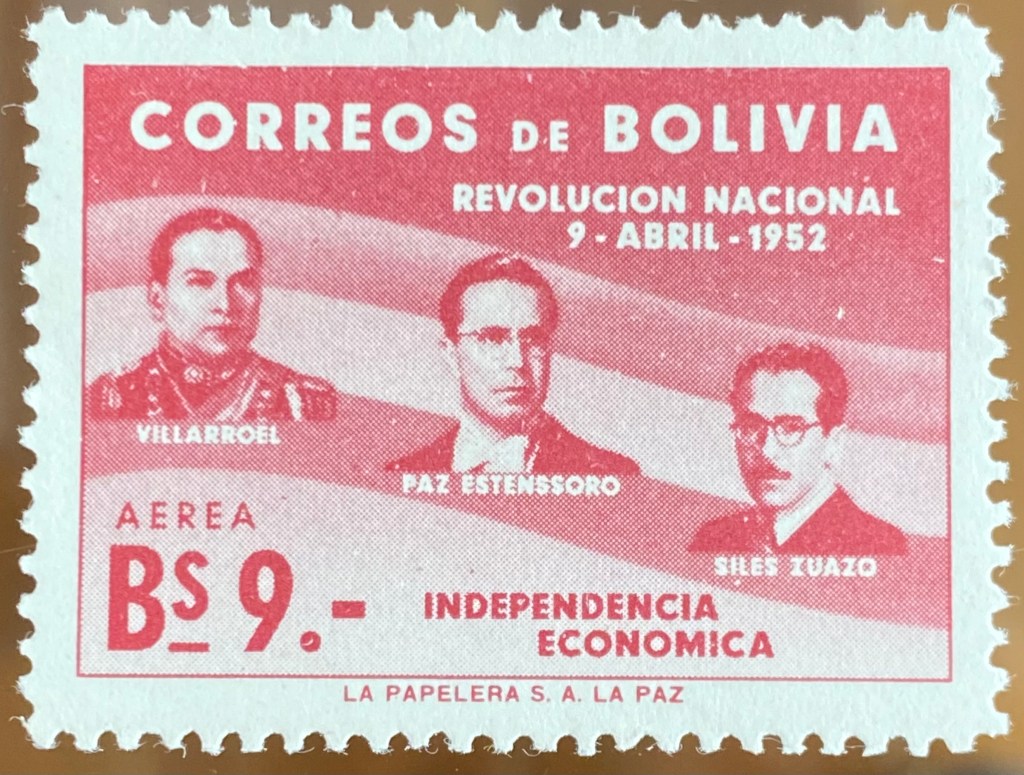 CORREOS DE BOLIVIA
REVOLUCION NACIONAL
9 - ABRIL - 1952
VILLARROEL
PAZ ESTENSSORO
SILES ZUAZO
AEREA
Bs 9.-
INDEPENDENCIA
ECONOMICA
LA PAPELERA S. A. LA PAZ